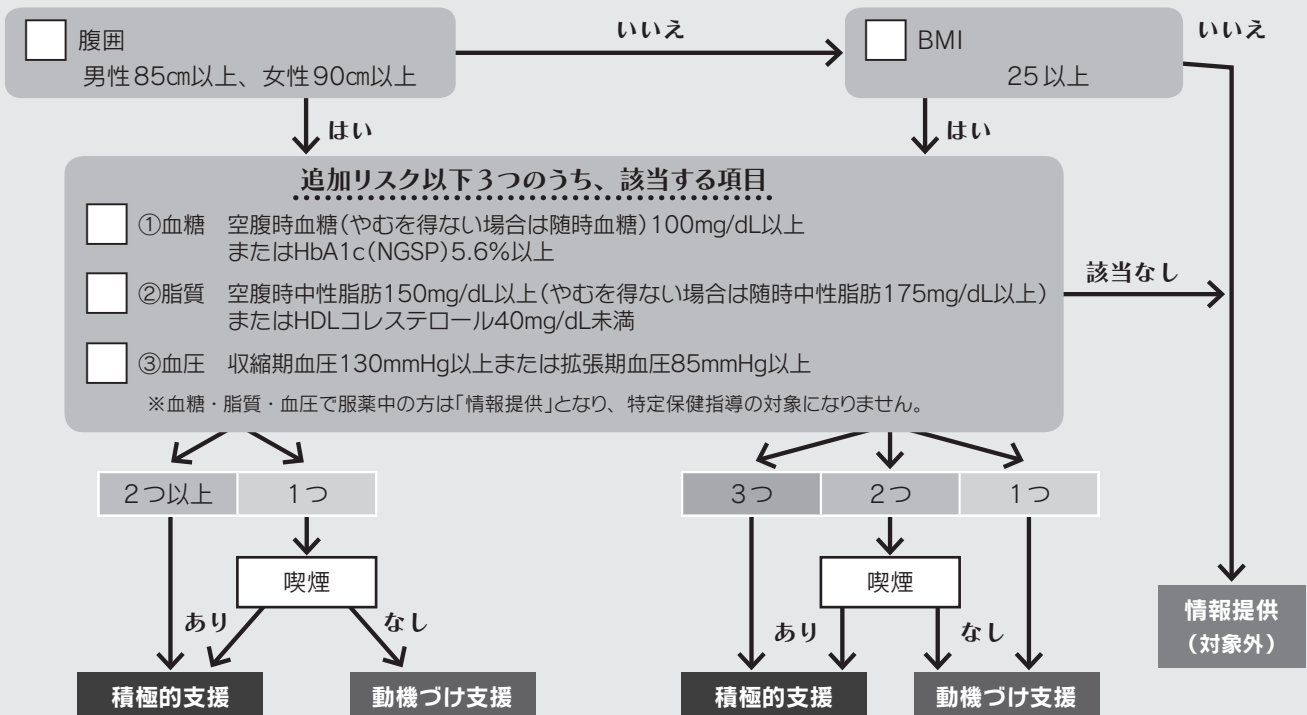 腹囲
男性85㎝以上、女性90㎝以上
いいえ
BMI
25以上
いいえ
はい
はい
追加リスク以下3つのうち、該当する項目
①血糖 空腹時血糖(やむを得ない場合は随時血糖)100mg/dL以上
またはHbA1c(NGSP)5.6%以上
②脂質 空腹時中性脂肪150mg/dL以上(やむを得ない場合は随時中性脂肪175mg/dL以上)
またはHDLコレステロール40mg/dL未満
③血圧 収縮期血圧130mmHg以上または拡張期血圧85mmHg以上
※血糖・脂質・血圧で服薬中の方は「情報提供」となり、特定保健指導の対象になりません。
該当なし
2つ以上
1つ
3つ
2つ
1つ
喫煙
喫煙
あり
なし
あり
なし
情報提供
(対象外)
積極的支援
動機づけ支援
積極的支援
動機づけ支援